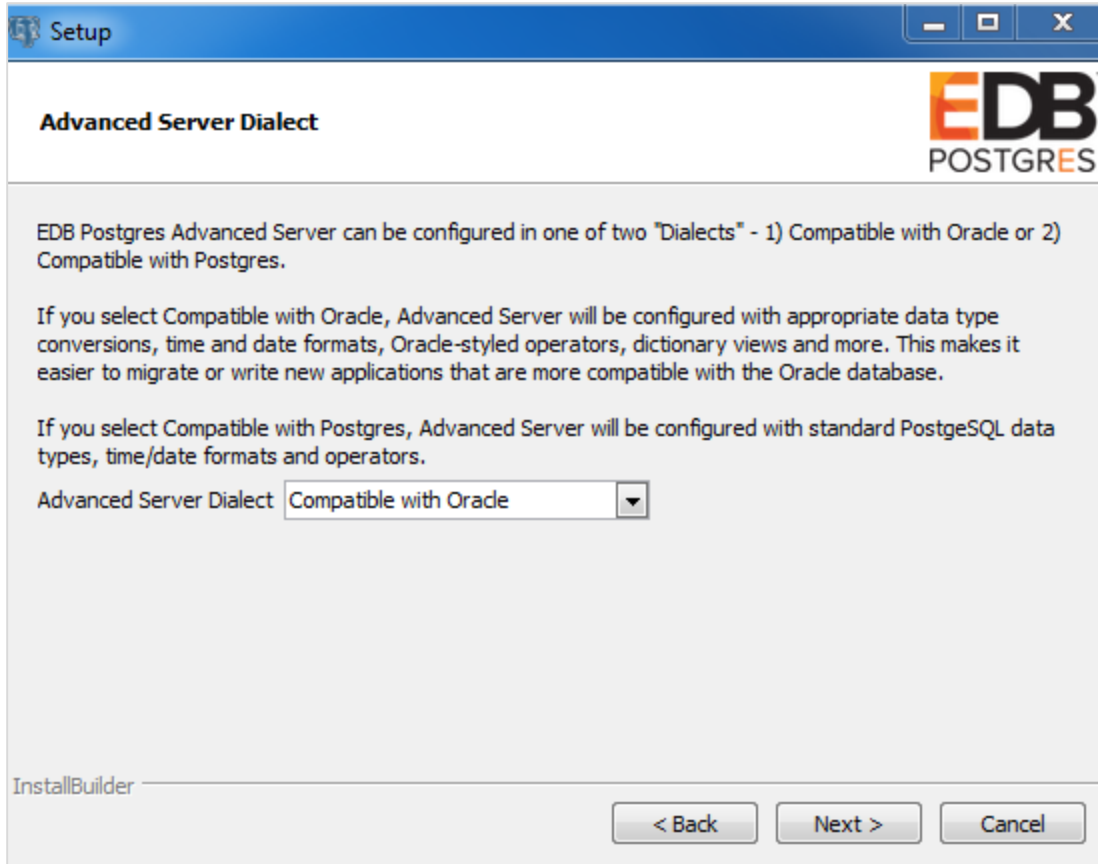 Setup
Advanced Server Dialect
EDB
POSTGRES
EDB Postgres Advanced Server can be configured in one of two "Dialects" - 1) Compatible with Oracle or 2)
Compatible with Postgres.
If you select Compatible with Oracle, Advanced Server will be configured with appropriate data type
conversions, time and date formats, Oracle-styled operators, dictionary views and more. This makes it
easier to migrate or write new applications that are more compatible with the Oracle database.
If you select Compatible with Postgres, Advanced Server will be configured with standard PostgeSQL data
types, time/date formats and operators.
Advanced Server Dialect Compatible with Oracle
InstallBuilder
< Back Next > Cancel